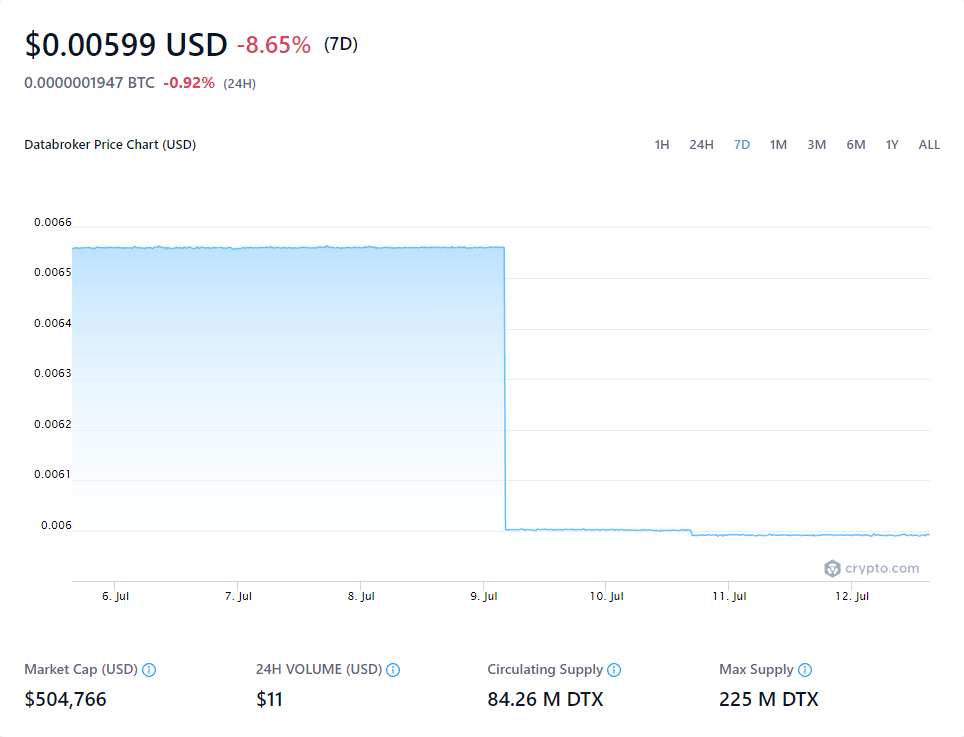 $0.00599 USD -8.65% (7D)
0.0000001947 BTC -0.92% (24H)
Databroker Price Chart (USD) 1H 24H 7D 1M 3M 6M 1Y ALL
0.0066
0.0065
0.0064
0.0063
0.0062
0.0061
0.006
crypto.com
6. Jul 7. Jul 8. Jul 9. Jul 10. Jul 11. Jul 12. Jul
Market Cap (USD) 24H VOLUME (USD) Circulating Supply Max Supply
$504,766 $11 84.26 M DTX 225 M DTX